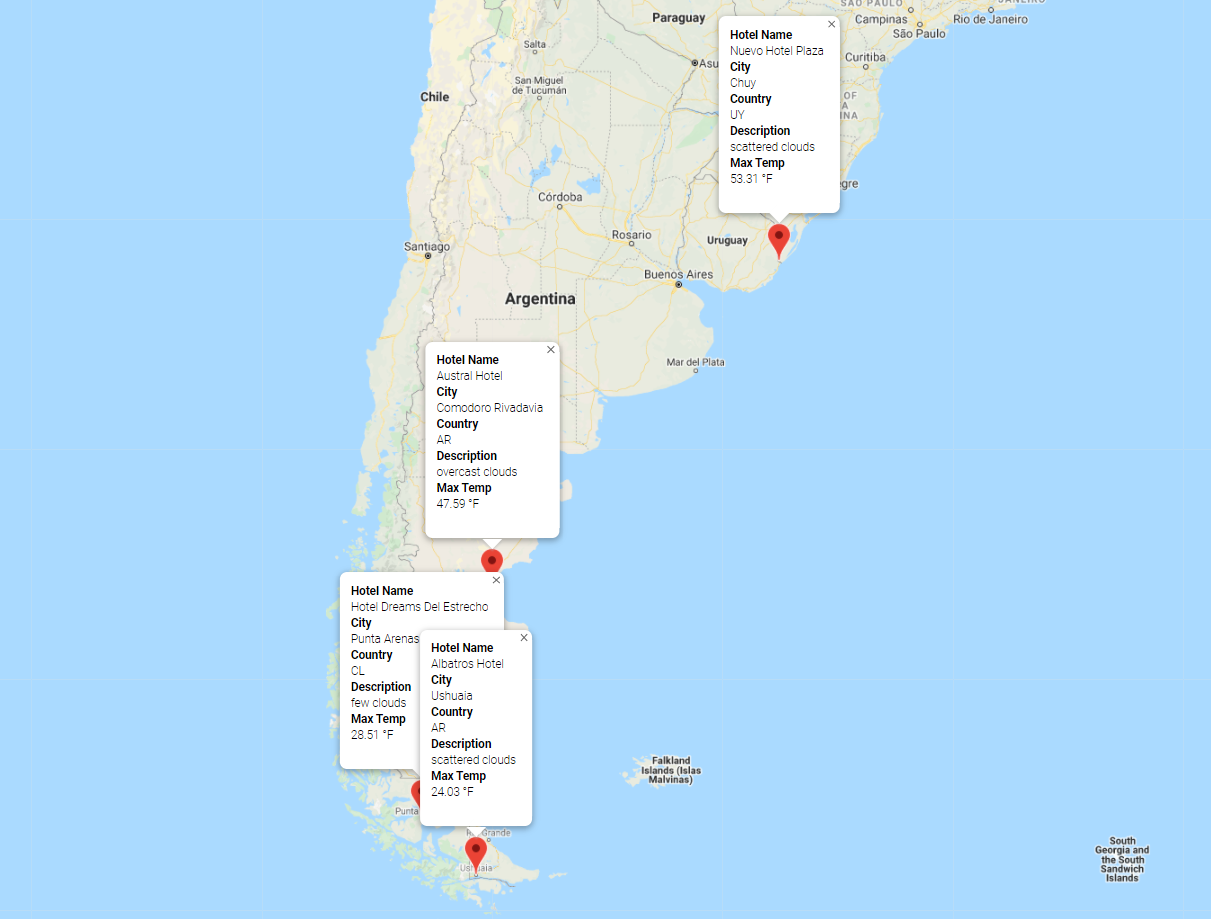 SÃO PAULO
Paraguay
Campinas
Rio de Janeiro
São Paulo
Salta
Curitiba
San Miguel
de Tucumán
Chile
OF
A
INA
Hotel Name
Nuevo Hotel Plaza
City
Chuy
Country
UY
Description
scattered clouds
Max Temp
53.31 °F
Córdoba
Rosario
Santiago
Uruguay
Buenos Aires
Argentina
Mar del Plata
Hotel Name
Austral Hotel
City
Comodoro Rivadavia
Country
AR
Description
overcast clouds
Max Temp
47.59 °F
Hotel Name
Hotel Dreams Del Estrecho
City
Punta Arenas
Country
CL
Description
few clouds
Max Temp
28.51 °F
Hotel Name
Albatros Hotel
City
Ushuaia
Country
AR
Description
scattered clouds
Max Temp
24.03 °F
Falkland
Islands (Islas
Malvinas)
Punta
Grande
Ushuaia
South
Georgia and
the South
Sandwich
Islands